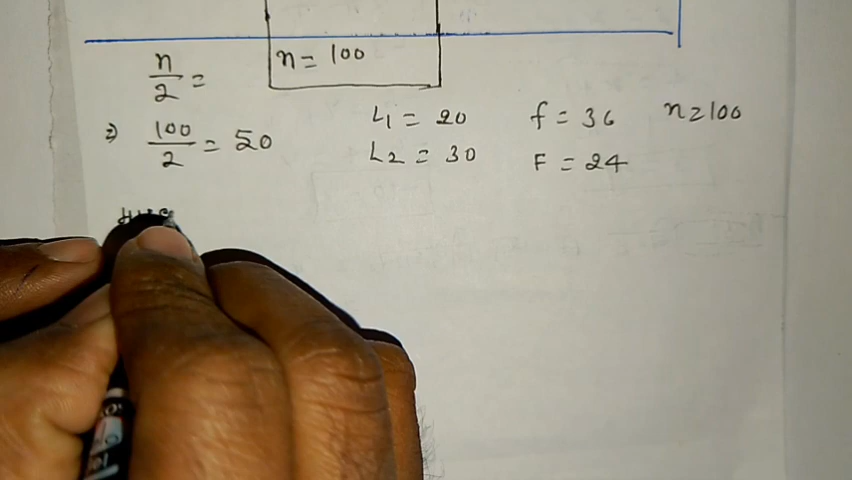 n/2 =
n = 100
⇒ 100/2 = 50
L1 = 20 f = 36 n = 100
L2 = 30 F = 24